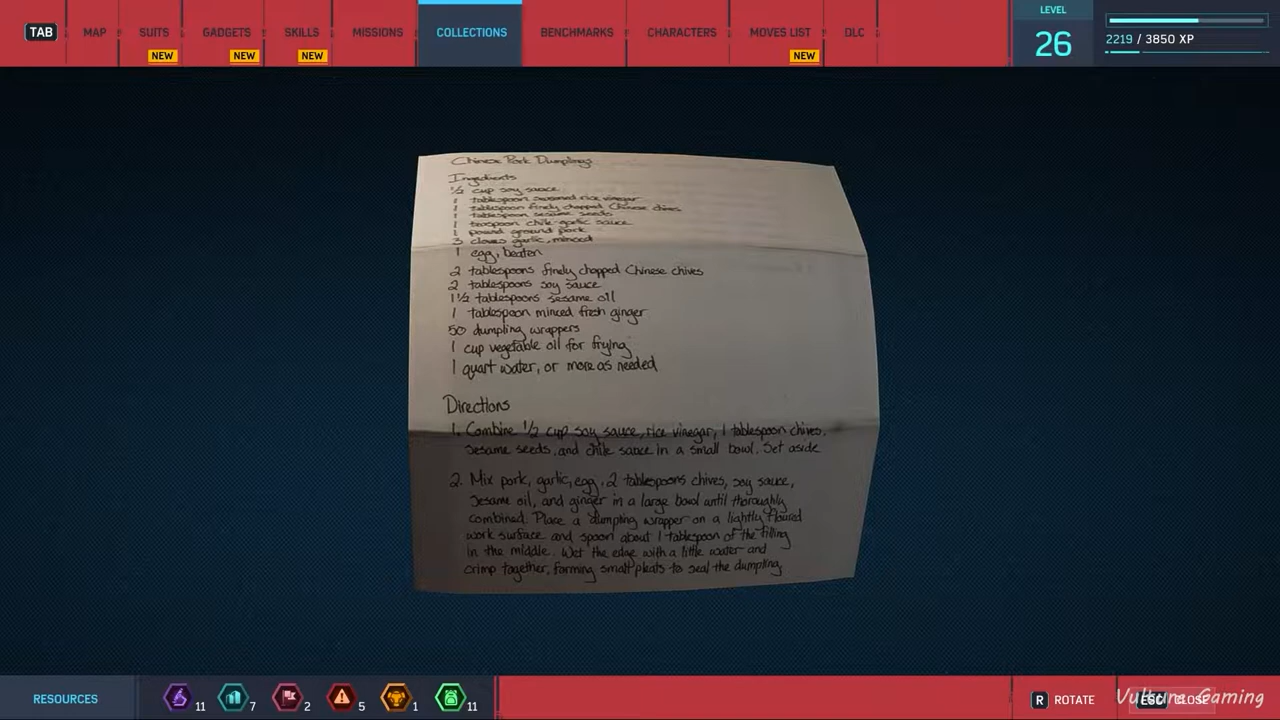 TAB
MAP
SUITS
NEW
GADGETS
NEW
SKILLS
NEW
MISSIONS
COLLECTIONS
BENCHMARKS
CHARACTERS
MOVES LIST
NEW
DLC
LEVEL
26
2219 / 3850 XP
Chinese Pork Dumplings
Ingredients
1/2 cup soy sauce
1 tablespoon seasoned rice vinegar
1 tablespoon finely chopped Chinese chives
1 tablespoon sesame seeds
1 teaspoon chile-garlic sauce
1 pound ground pork
3 cloves garlic, minced
1 egg, beaten
2 tablespoons finely chopped Chinese chives
2 tablespoons soy sauce
1 1/2 tablespoons sesame oil
1 tablespoon minced fresh ginger
50 dumpling wrappers
1 cup vegetable oil for frying
1 quart water, or more as needed
Directions
1. Combine 1/2 cup soy sauce, rice vinegar, 1 tablespoon chives,
sesame seeds, and chile sauce in a small bowl. Set aside
2. Mix pork, garlic, egg, 2 tablespoons chives, soy sauce,
sesame oil, and ginger in a large bowl until thoroughly
combined. Place a dumpling wrapper on a lightly floured
work surface and spoon about 1 tablespoon of the filling
in the middle. Wet the edge with a little water and
crimp together, forming small pleats to seal the dumpling.
RESOURCES
11
7
2
5
1
11
R ROTATE
ESC CLOSE
Vulkune Gaming